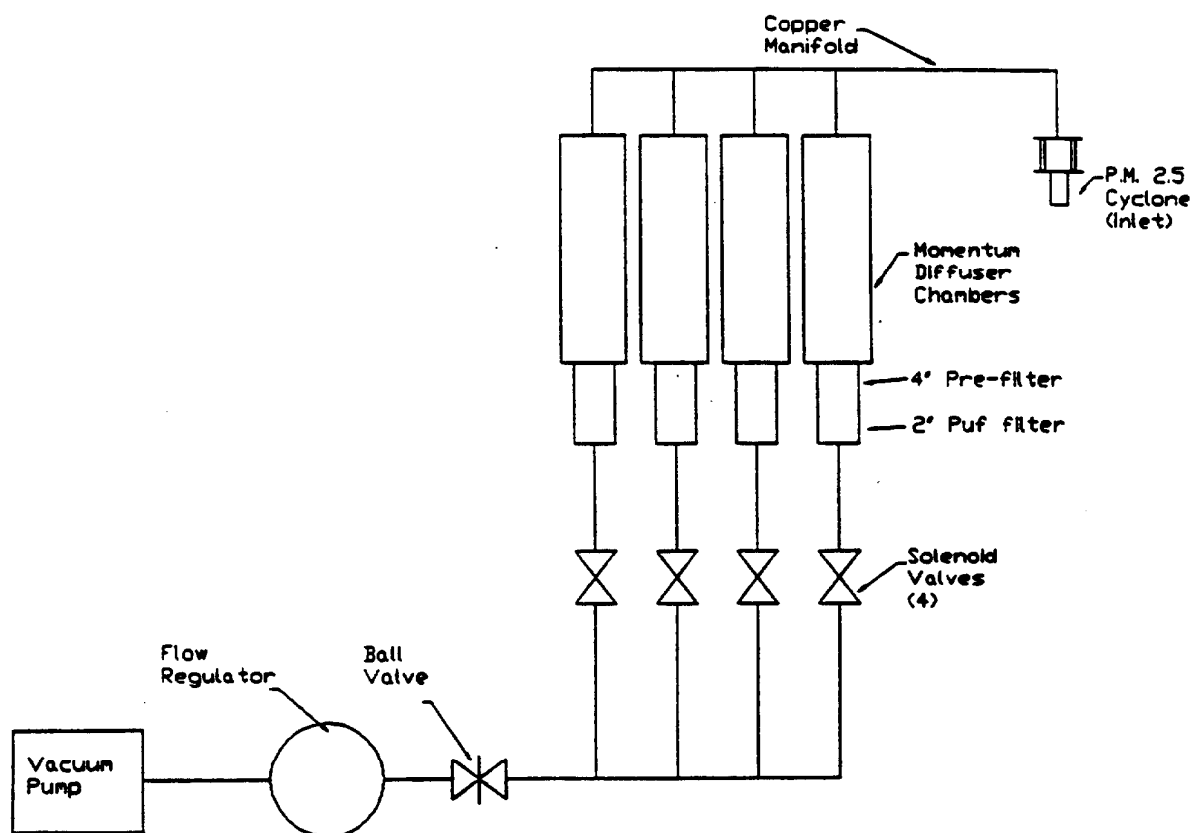 Copper
Manifold
P.M. 2.5
Cyclone
(Inlet)
Momentum
Diffuser
Chambers
4" Pre-filter
2" Puf filter
Solenoid
Valves
(4)
Flow
Regulator
Ball
Valve
Vacuum
Pump